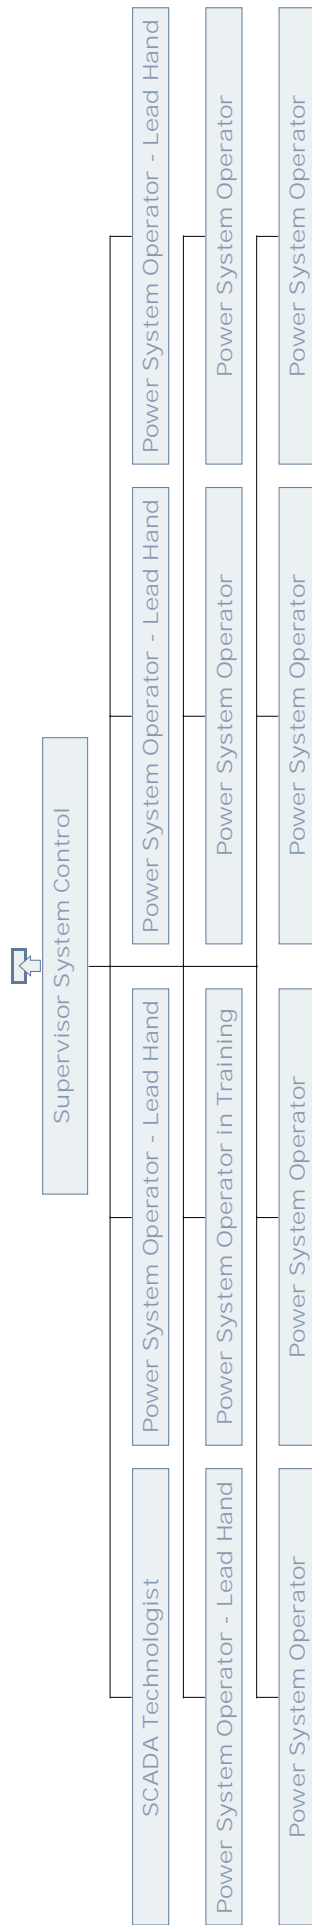 Supervisor System Control
SCADA Technologist
Power System Operator - Lead Hand
Power System Operator - Lead Hand
Power System Operator - Lead Hand
Power System Operator - Lead Hand
Power System Operator in Training
Power System Operator
Power System Operator
Power System Operator
Power System Operator
Power System Operator
Power System Operator